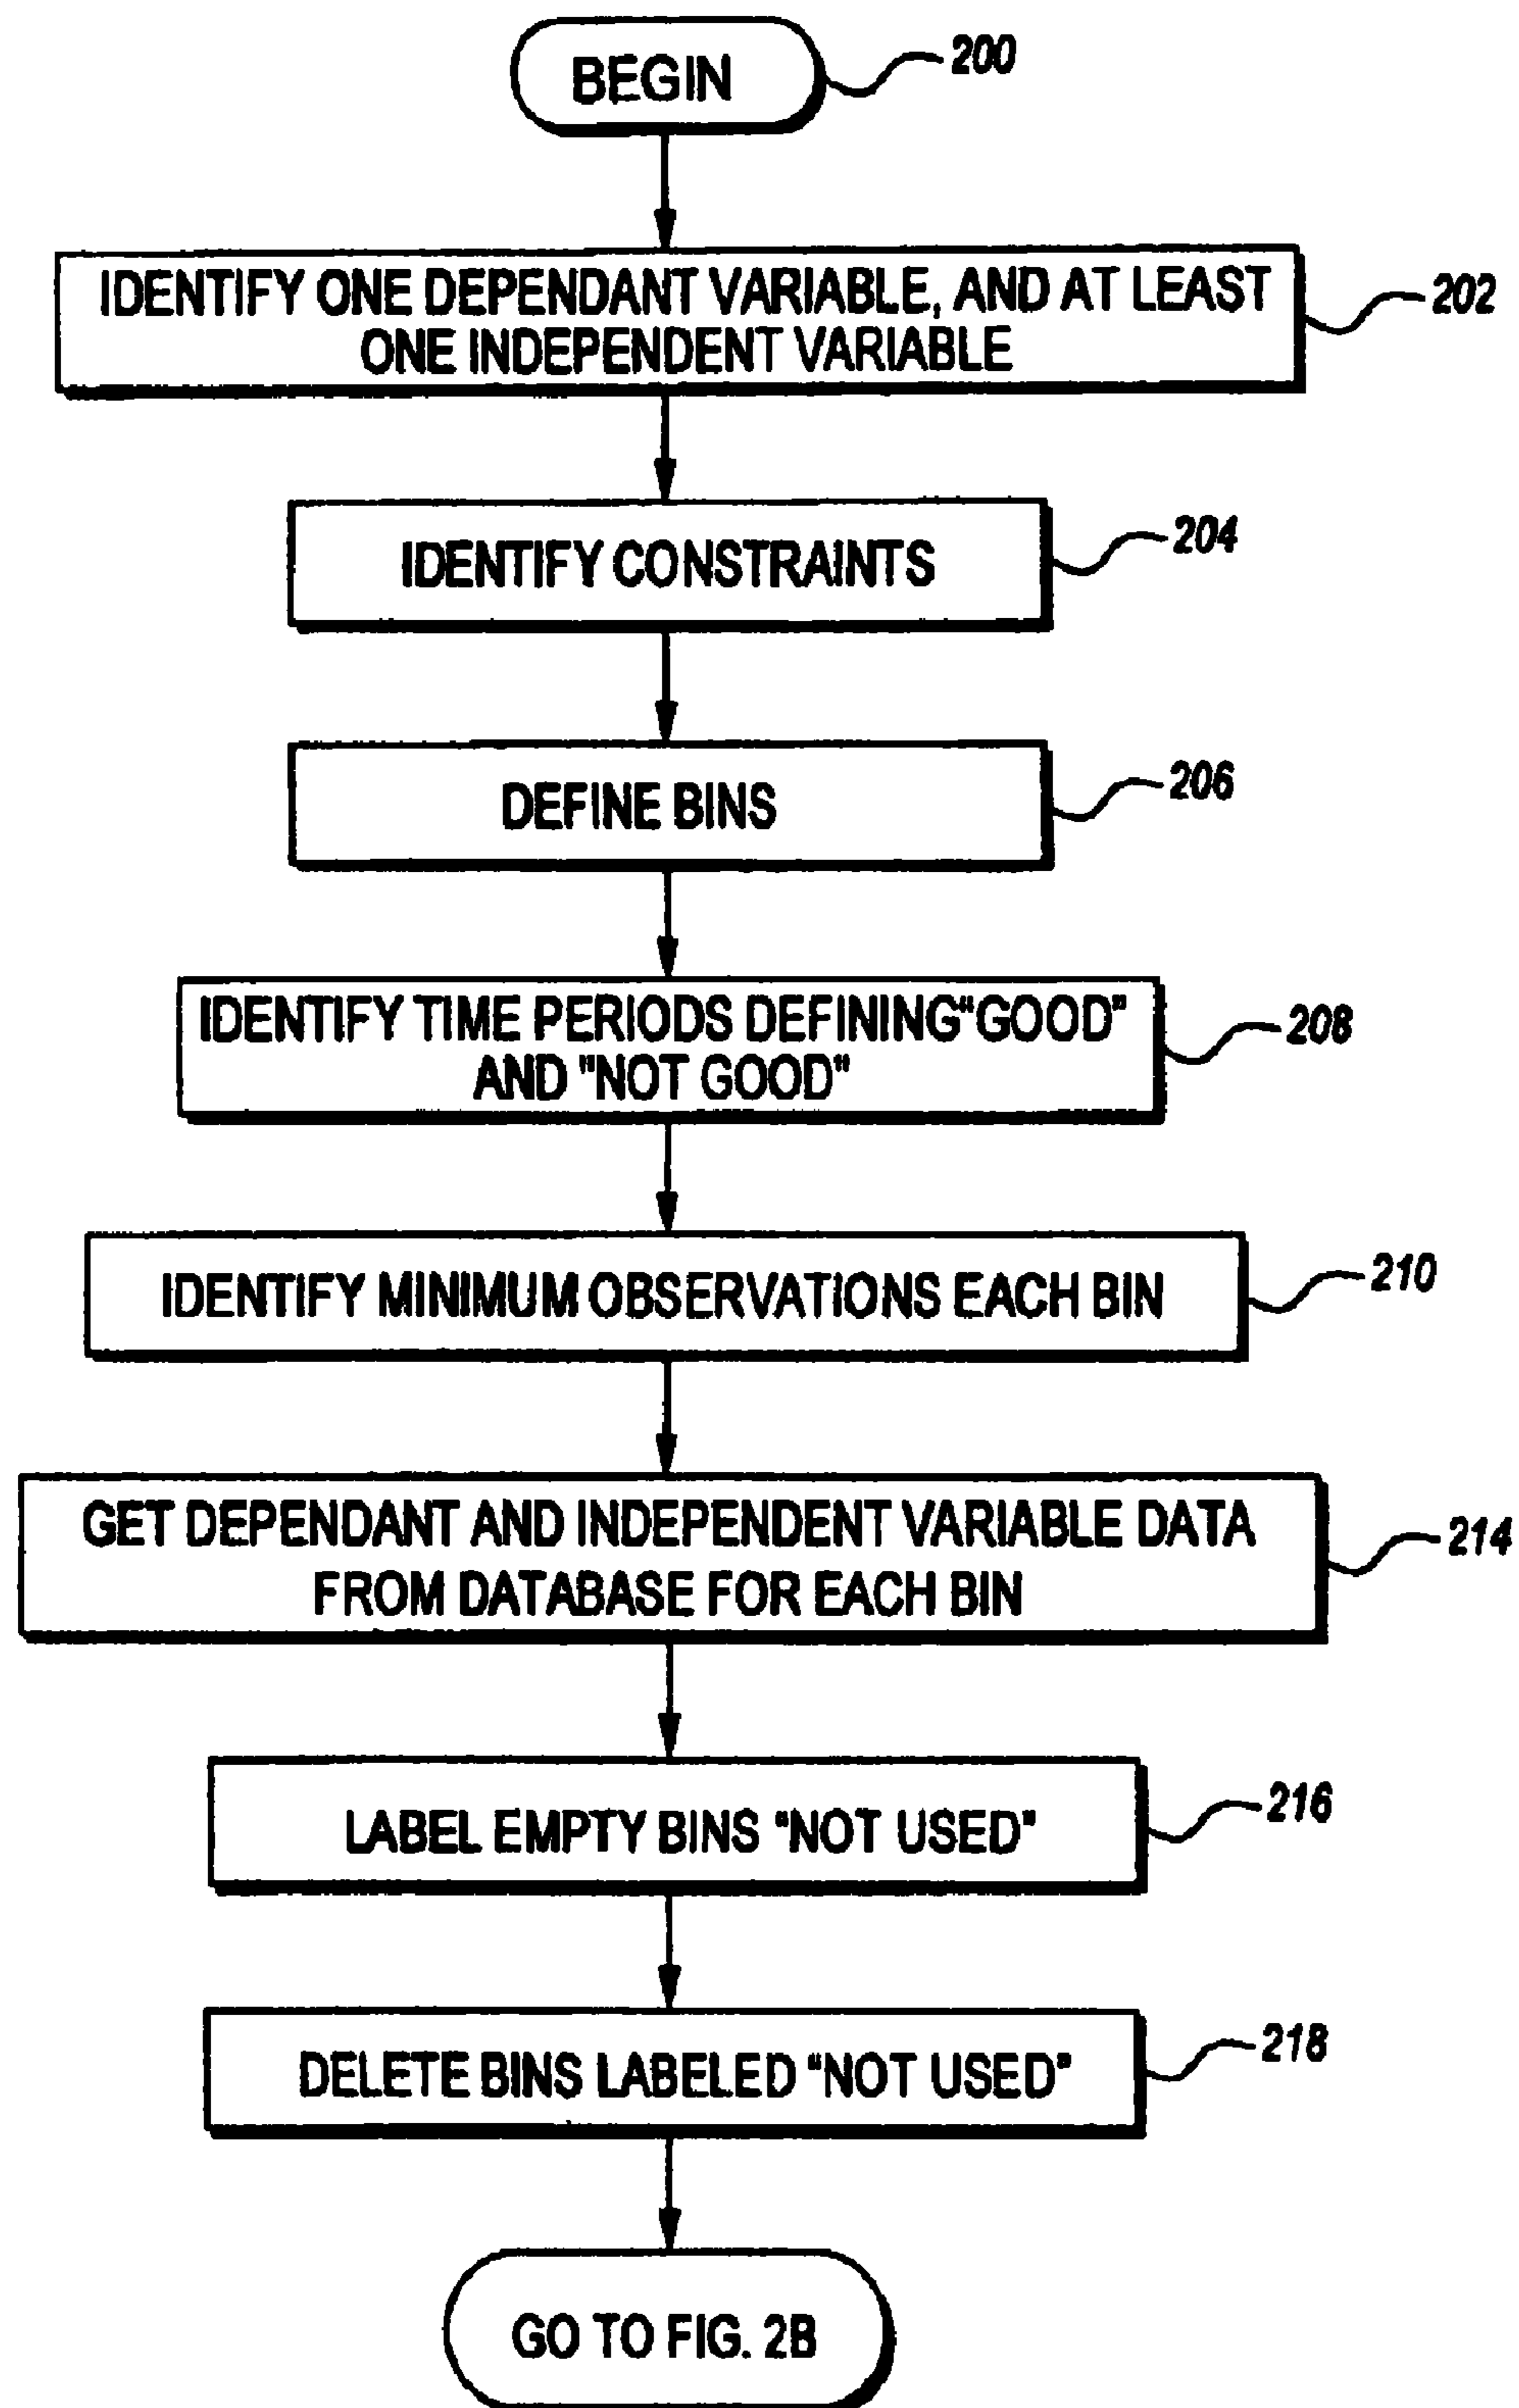 BEGIN
200
IDENTIFY ONE DEPENDANT VARIABLE, AND AT LEAST
ONE INDEPENDENT VARIABLE
202
IDENTIFY CONSTRAINTS
204
DEFINE BINS
206
IDENTIFY TIME PERIODS DEFINING“GOOD”
AND "NOT GOOD"
208
IDENTIFY MINIMUM OBSERVATIONS EACH BIN
210
GET DEPENDANT AND INDEPENDENT VARIABLE DATA
FROM DATABASE FOR EACH BIN
214
LABEL EMPTY BINS “NOT USED”
216
DELETE BINS LABELED “NOT USED”
218
GO TO FIG. 2B